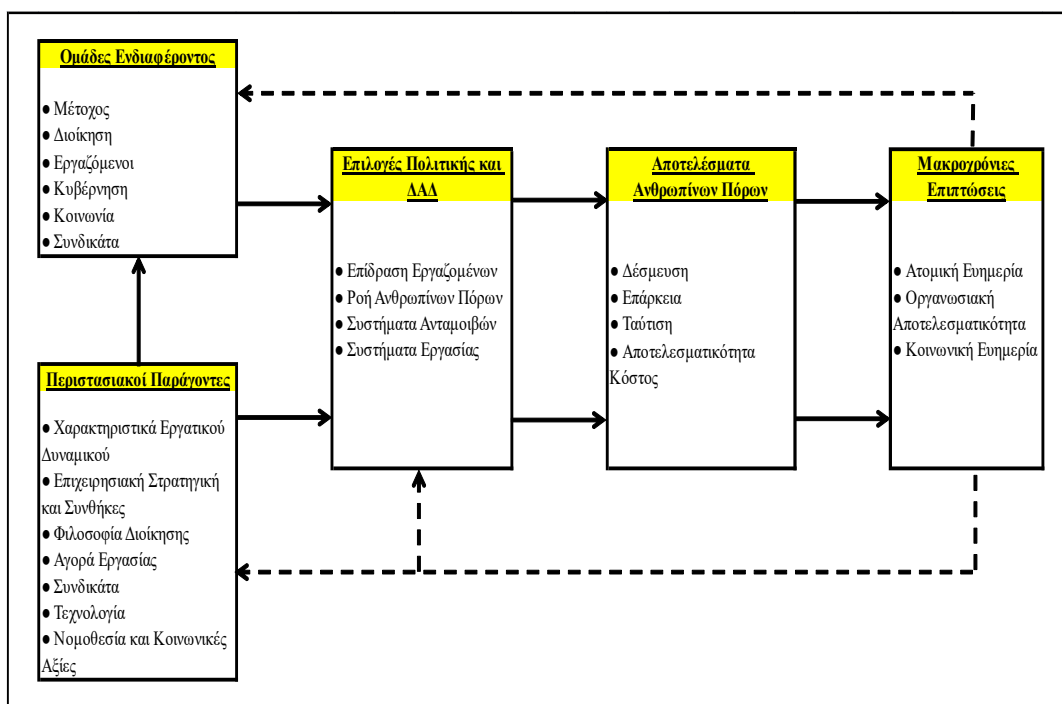 Ομάδες Ενδιαφέροντος
● Μέτοχος
● Διοίκηση
● Εργαζόμενοι
● Κυβέρνηση
● Κοινωνία
● Συνδικάτα
Περιστασιακοί Παράγοντες
● Χαρακτηριστικά Εργατικού
Δυναμικού
● Επιχειρησιακή Στρατηγική
και Συνθήκες
● Φιλοσοφία Διοίκησης
● Αγορά Εργασίας
● Συνδικάτα
● Τεχνολογία
● Νομοθεσία και Κοινωνικές
Αξίες
Επιλογές Πολιτικής και
ΔΑΔ
● Επίδραση Εργαζομένων
● Ροή Ανθρωπίνων Πόρων
● Συστήματα Ανταμοιβών
● Συστήματα Εργασίας
Αποτελέσματα
Ανθρωπίνων Πόρων
● Δέσμευση
● Επάρκεια
● Ταύτιση
● Αποτελεσματικότητα
Κόστος
Μακροχρόνιες
Επιπτώσεις
● Ατομική Ευημερία
● Οργανωσιακή
Αποτελεσματικότητα
● Κοινωνική Ευημερία